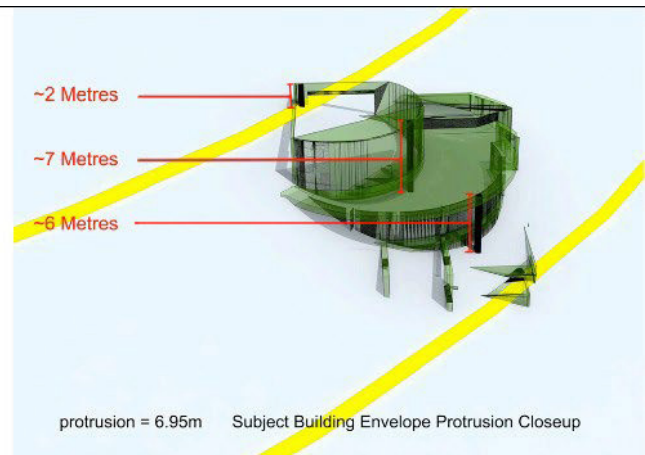 ~2 Metres
~7 Metres
~6 Metres
protrusion = 6.95m Subject Building Envelope Protrusion Closeup